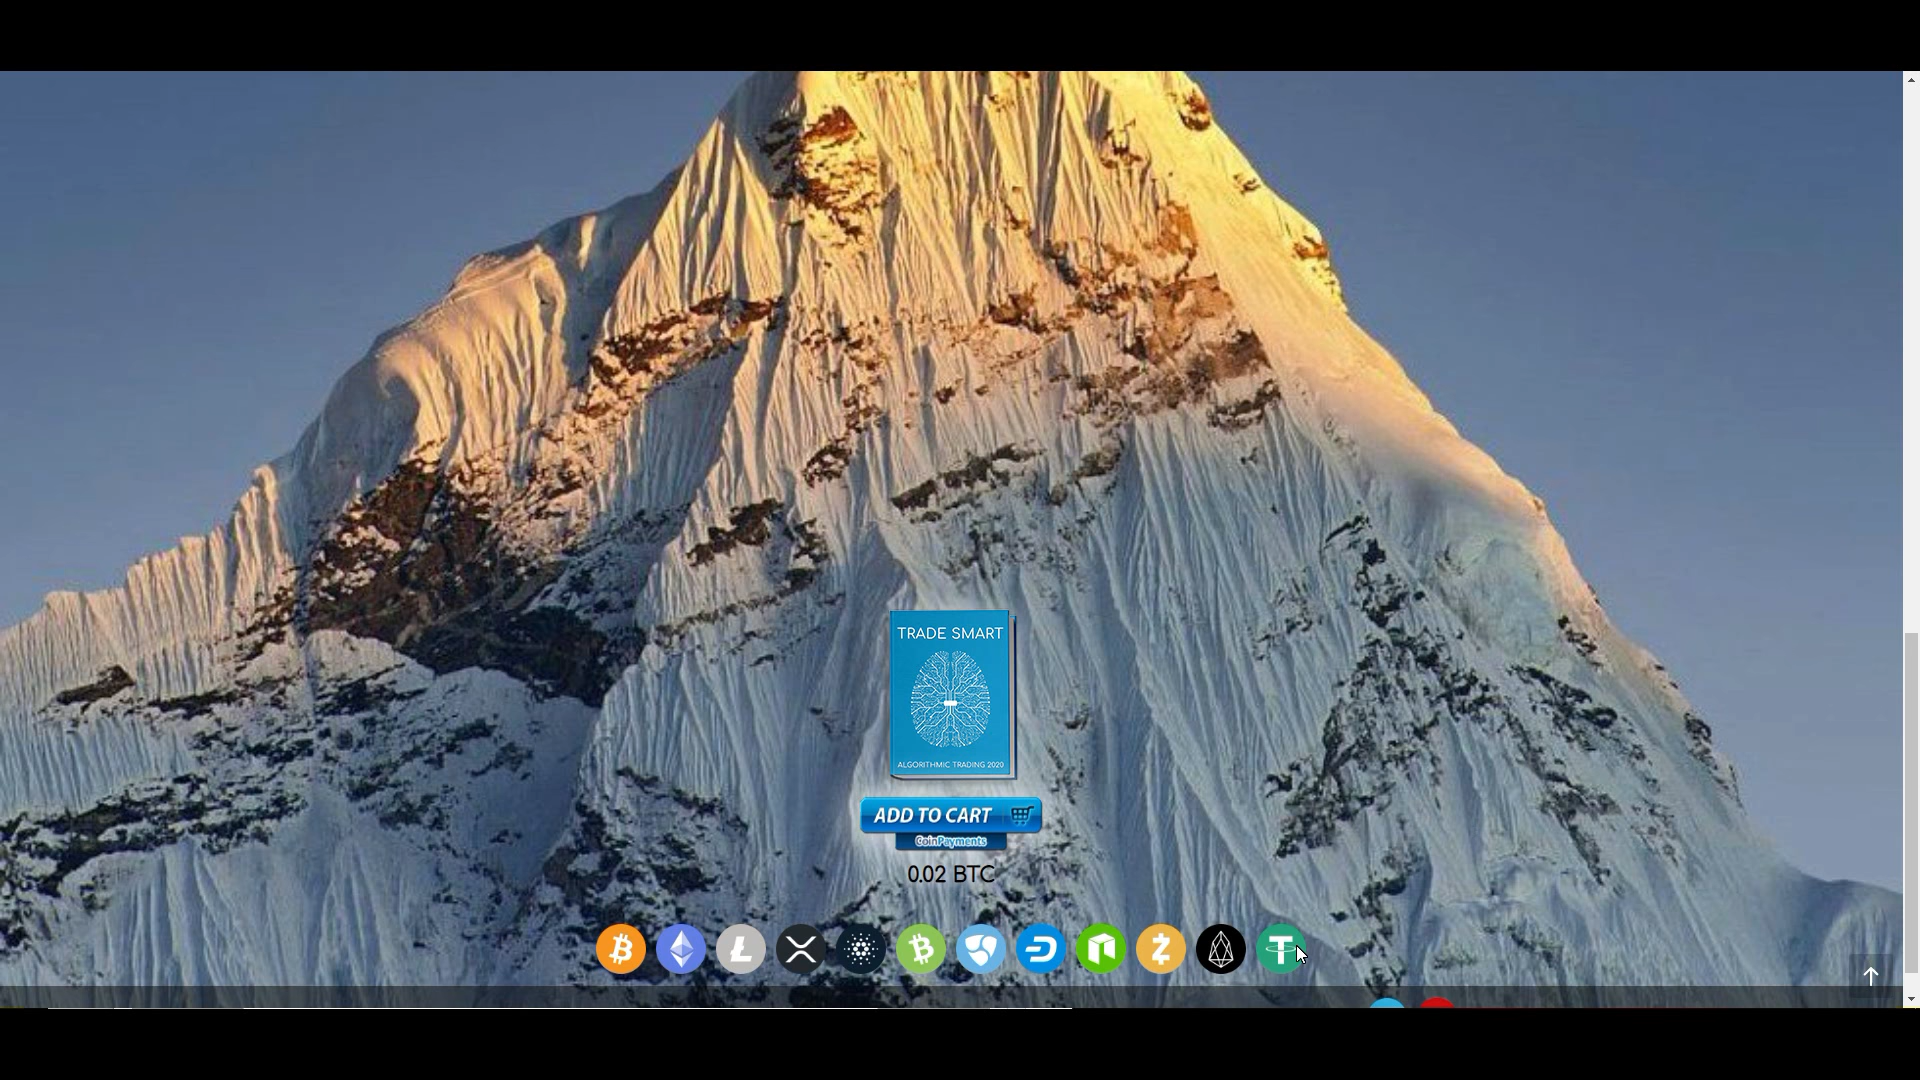 TRADE SMART
ALGORITHMIC TRADING 2020
ADD TO CART
CoinPayments
0.02 BTC